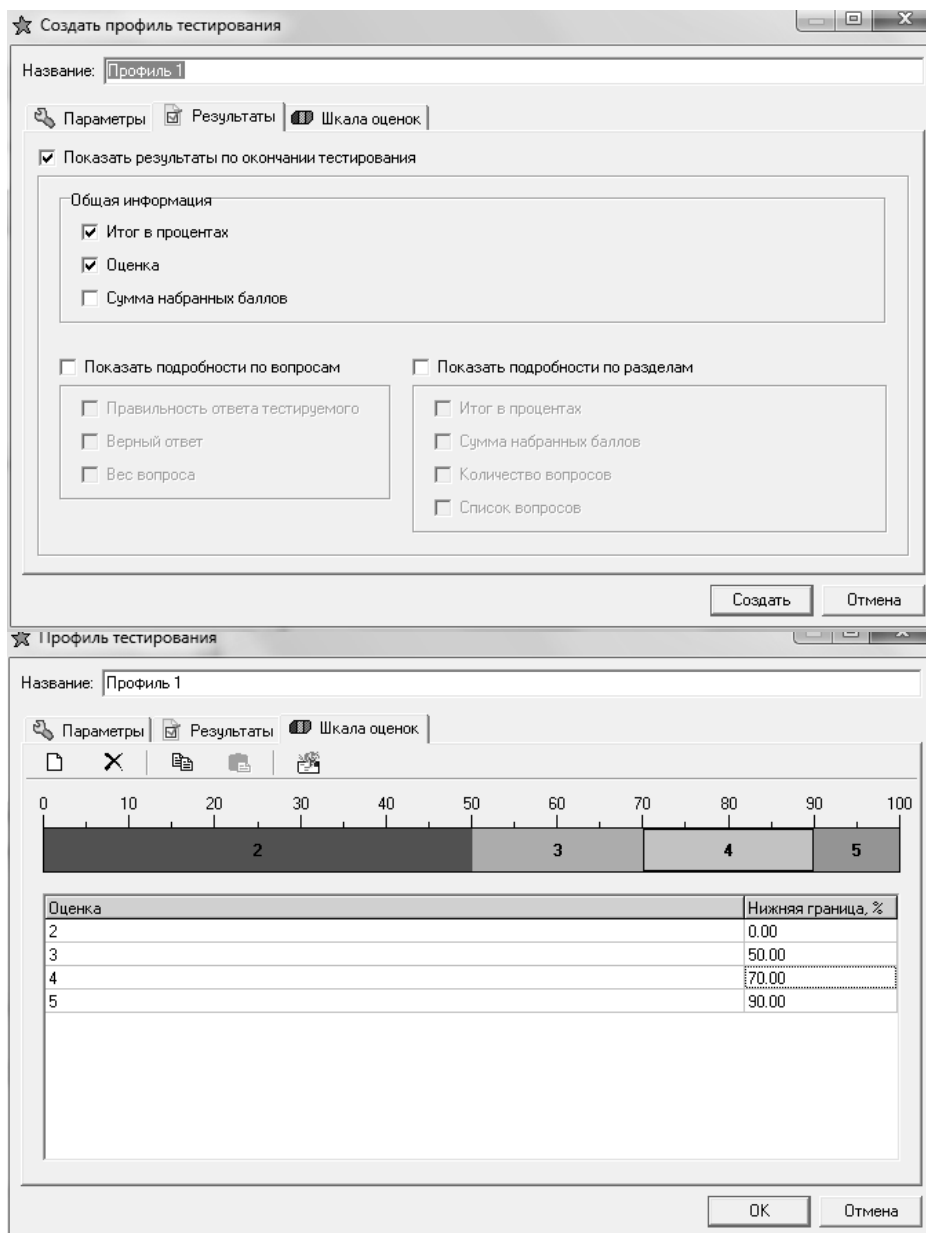 Создать профиль тестирования
Название: Профиль 1
Параметры Результаты Шкала оценок
Показать результаты по окончании тестирования
Общая информация
Итог в процентах
Оценка
Сумма набранных баллов
Показать подробности по вопросам Показать подробности по разделам
Правильность ответа тестируемого Итог в процентах
Верный ответ Сумма набранных баллов
Вес вопроса Количество вопросов
Список вопросов
Создать Отмена
Профиль тестирования
Название: Профиль 1
Параметры Результаты Шкала оценок
0 10 20 30 40 50 60 70 80 90 100
2 3 4 5
Оценка Нижняя граница, %
2 0.00
3 50.00
4 70.00
5 90.00
OK Отмена